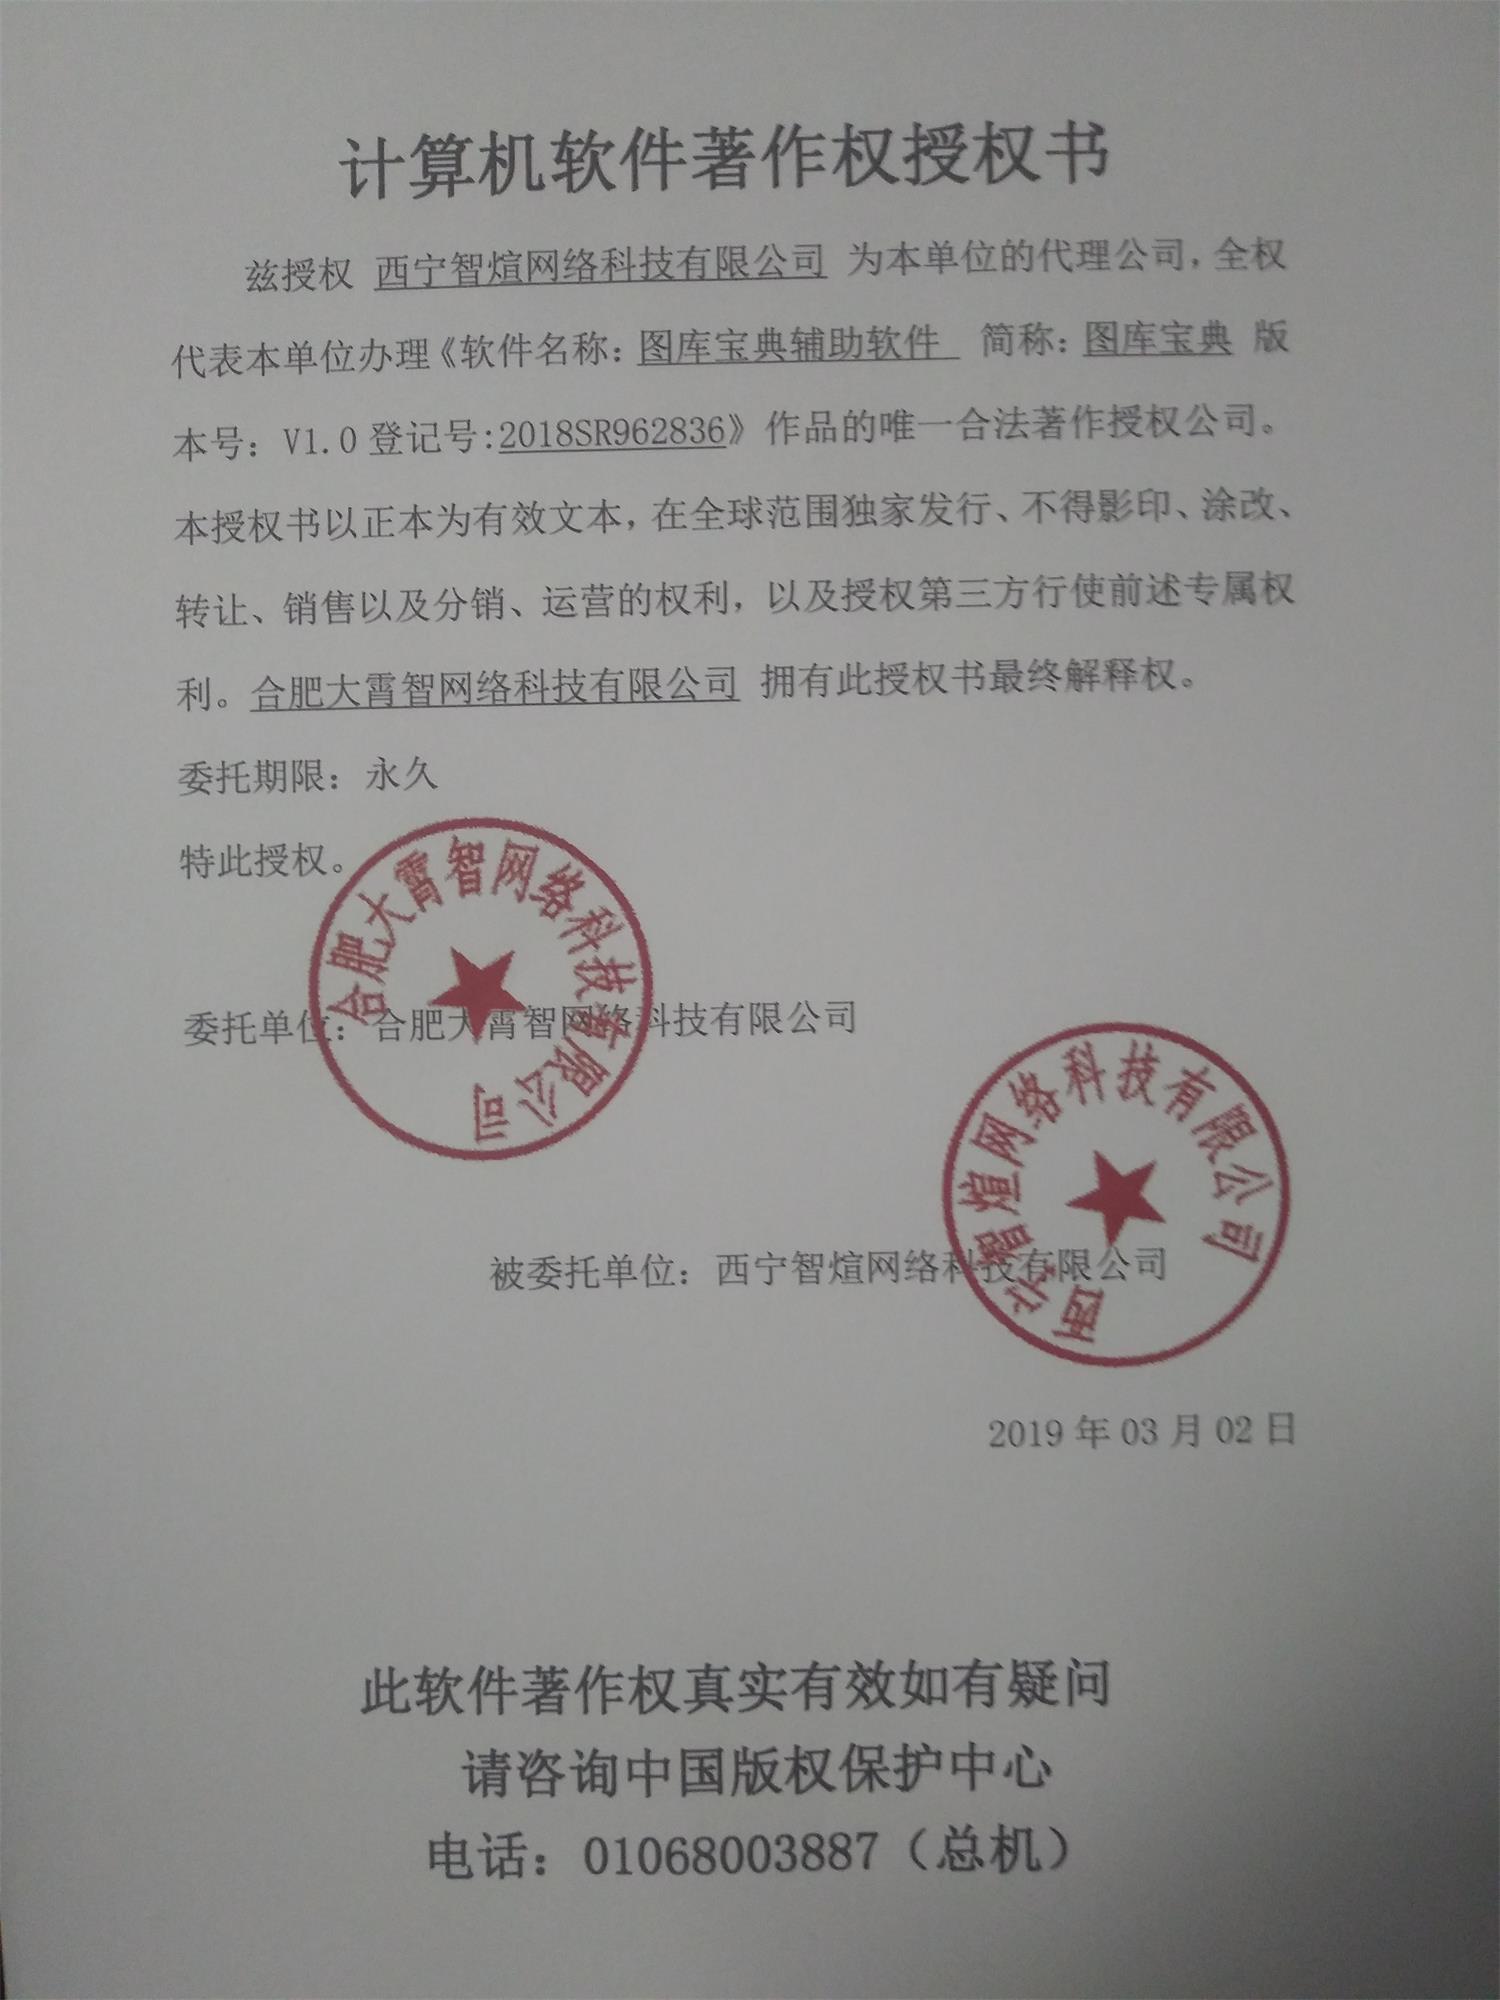 计算机软件著作权授权书
兹授权 西宁智煊网络科技有限公司 为本单位的代理公司，全权
代表本单位办理《软件名称：图库宝典辅助软件 简称：图库宝典 版
本号：V1.0登记号:2018SR962836》作品的唯一合法著作授权公司。
本授权书以正本为有效文本，在全球范围独家发行、不得影印、涂改、
转让、销售以及分销、运营的权利，以及授权第三方行使前述专属权
利。合肥大霄智网络科技有限公司 拥有此授权书最终解释权。
委托期限：永久
特此授权。
合肥大霄智网络科技有限公司
委托单位：合肥大霄智网络科技有限公司
西宁智煊网络科技有限公司
被委托单位：西宁智煊网络科技有限公司
2019年03月02日
此软件著作权真实有效如有疑问
请咨询中国版权保护中心
电话：01068003887（总机）